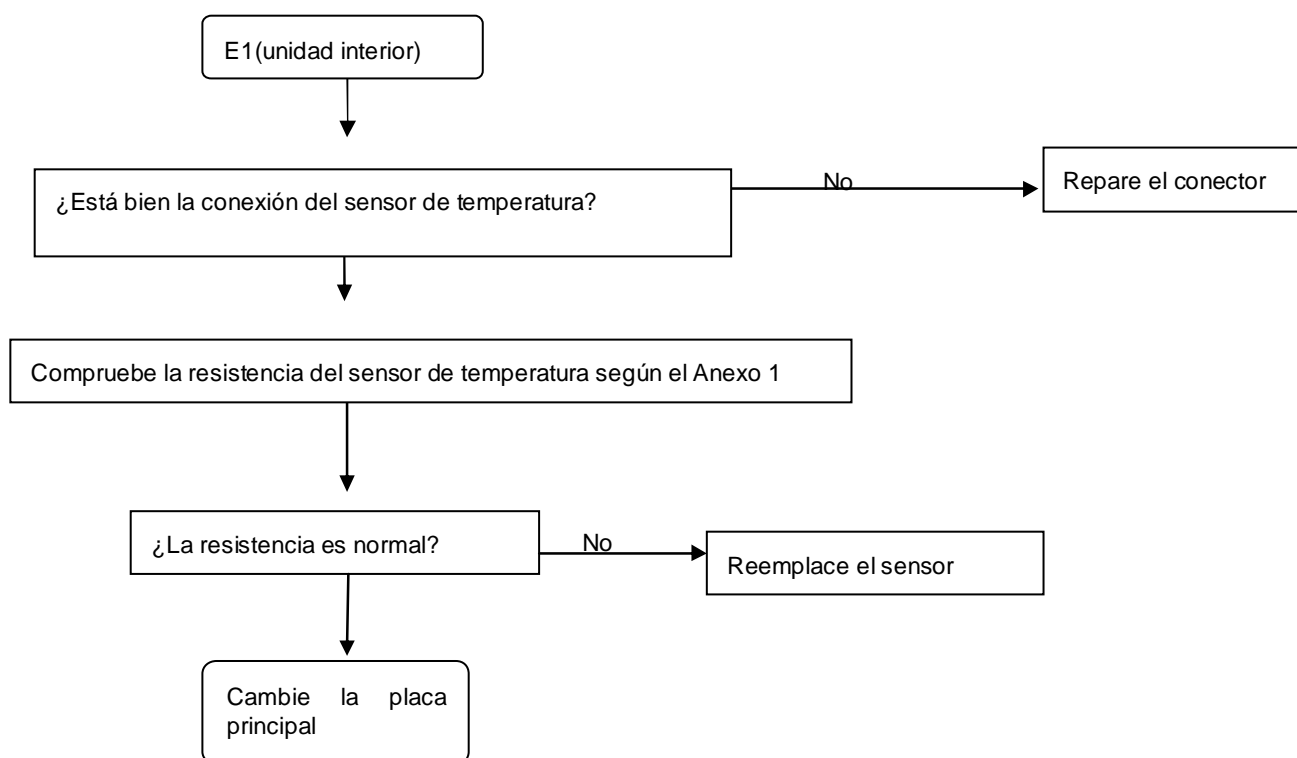 E1(unidad interior)
¿Está bien la conexión del sensor de temperatura?
No
Repare el conector
Compruebe la resistencia del sensor de temperatura según el Anexo 1
¿La resistencia es normal?
No
Reemplace el sensor
Cambie la placa
principal